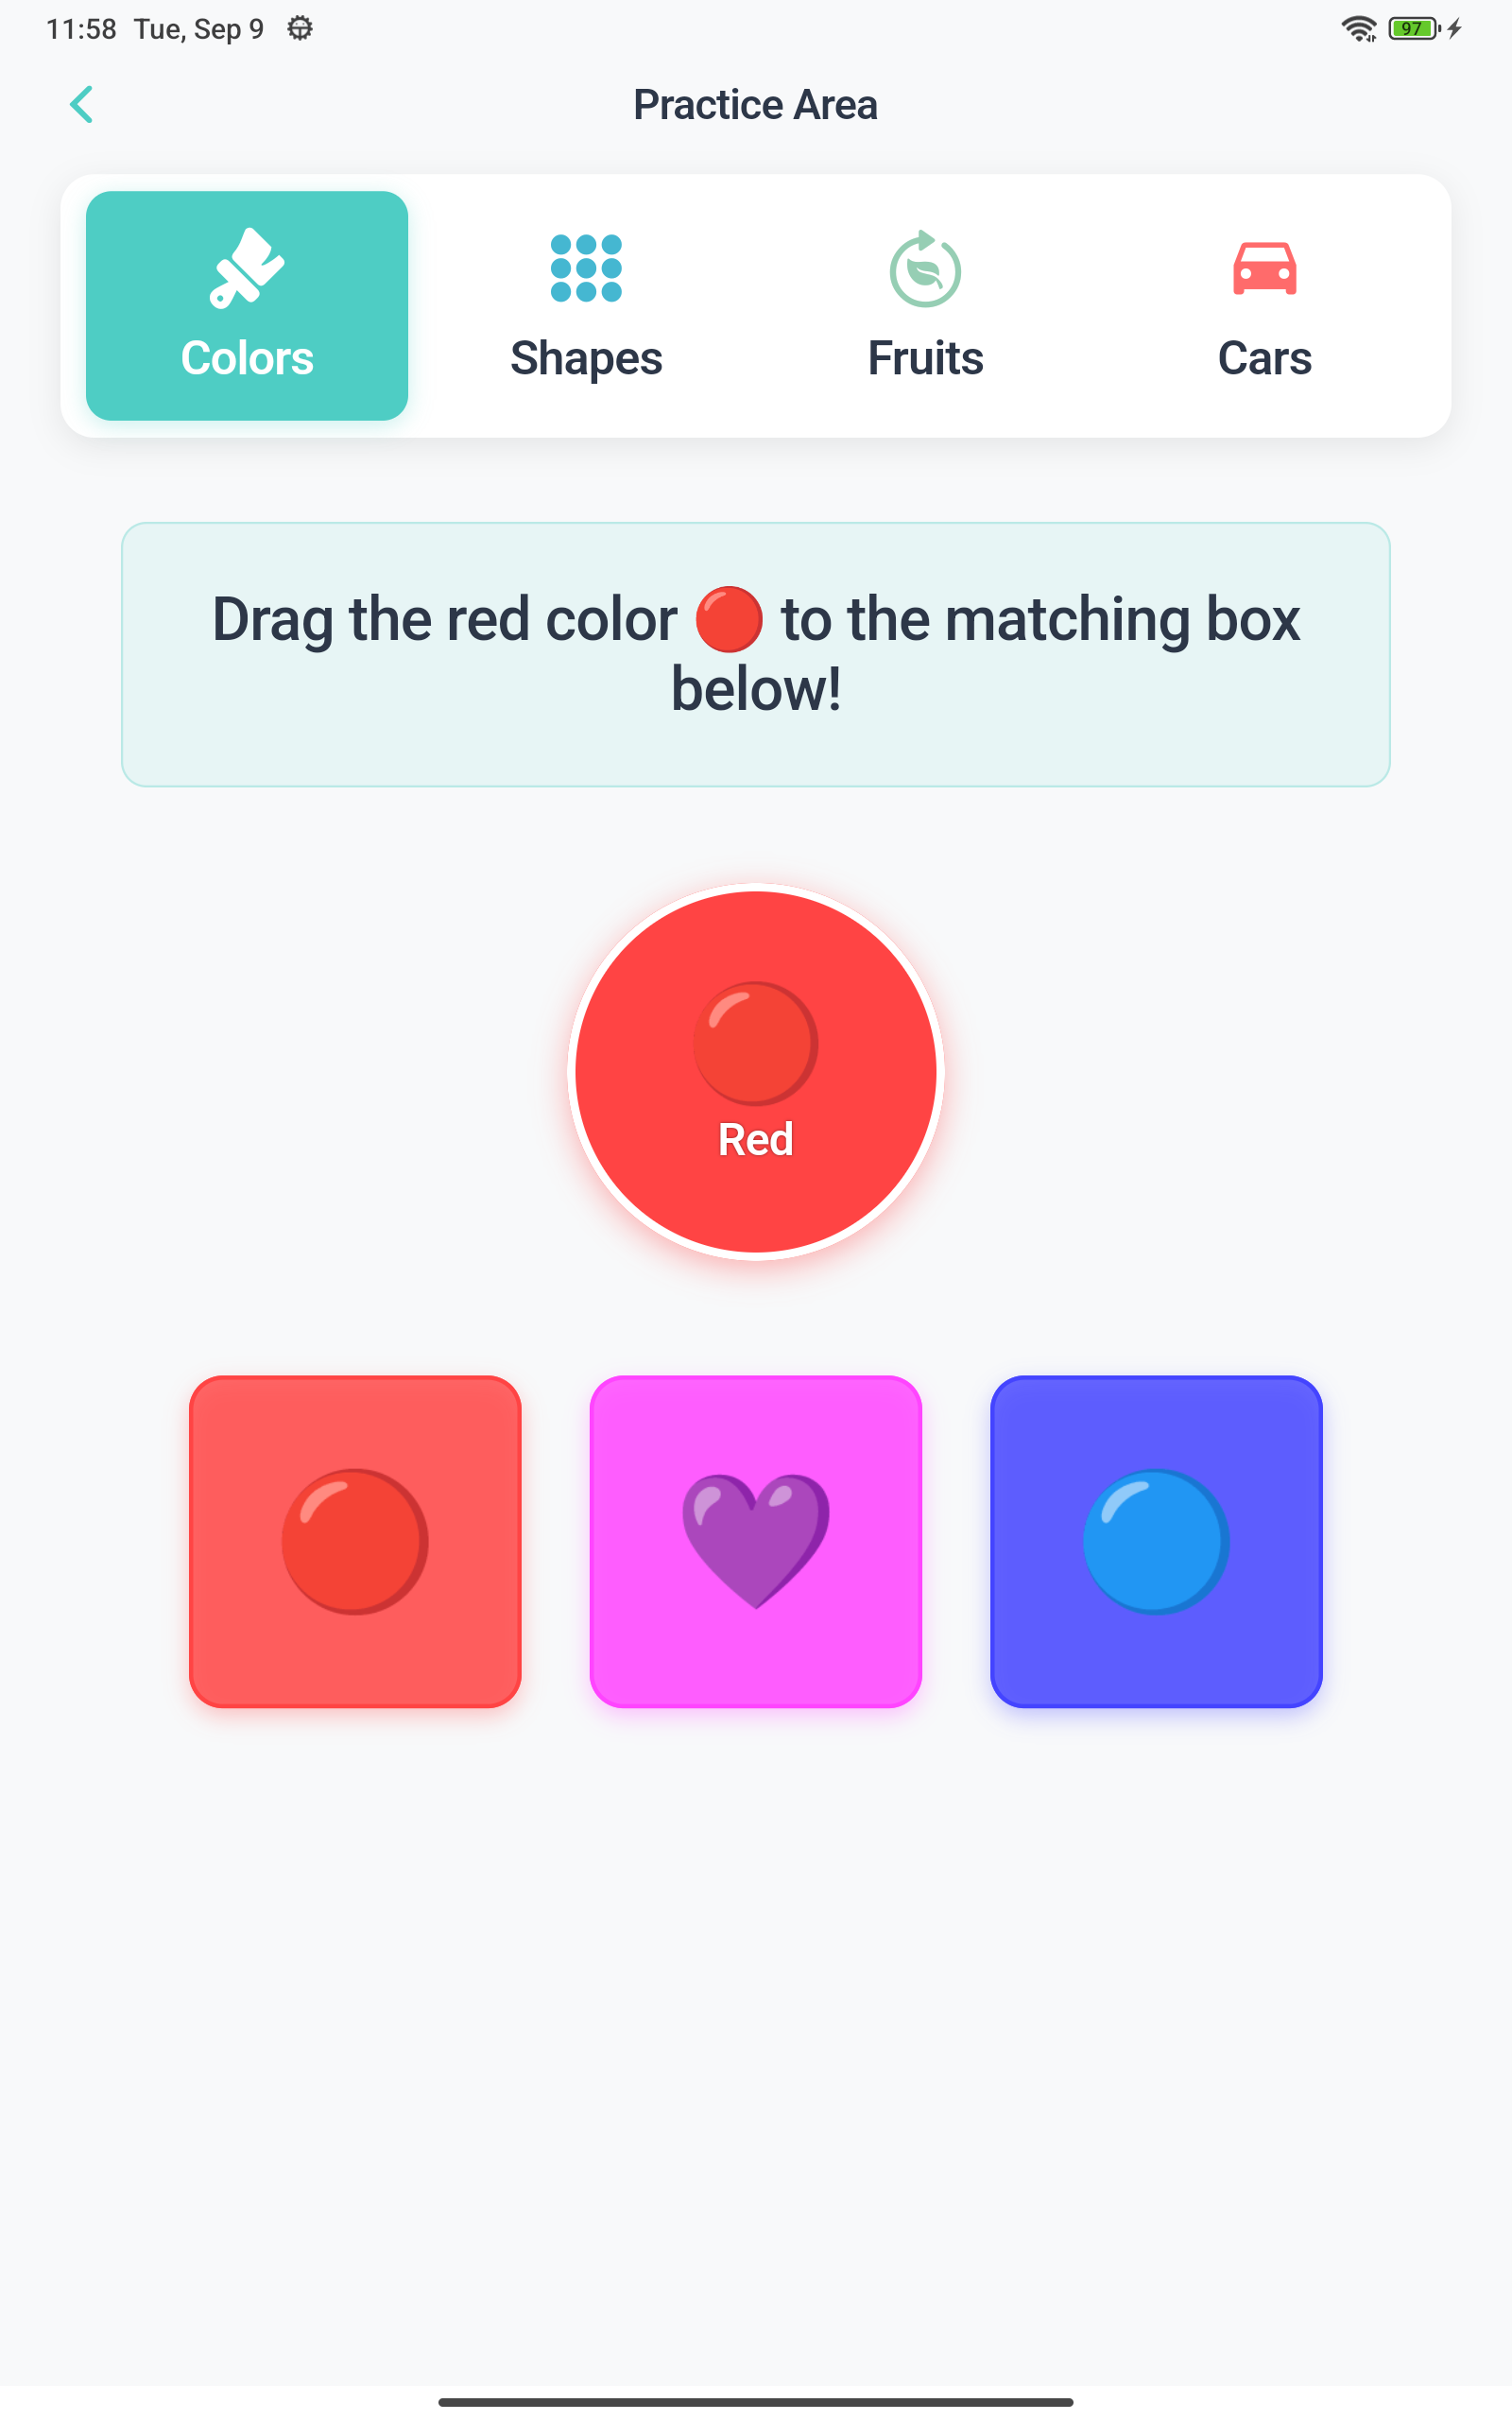 11:58 Tue, Sep 9
97
Practice Area
Colors Shapes Fruits Cars
Drag the red color 🔴 to the matching box
below!
Red